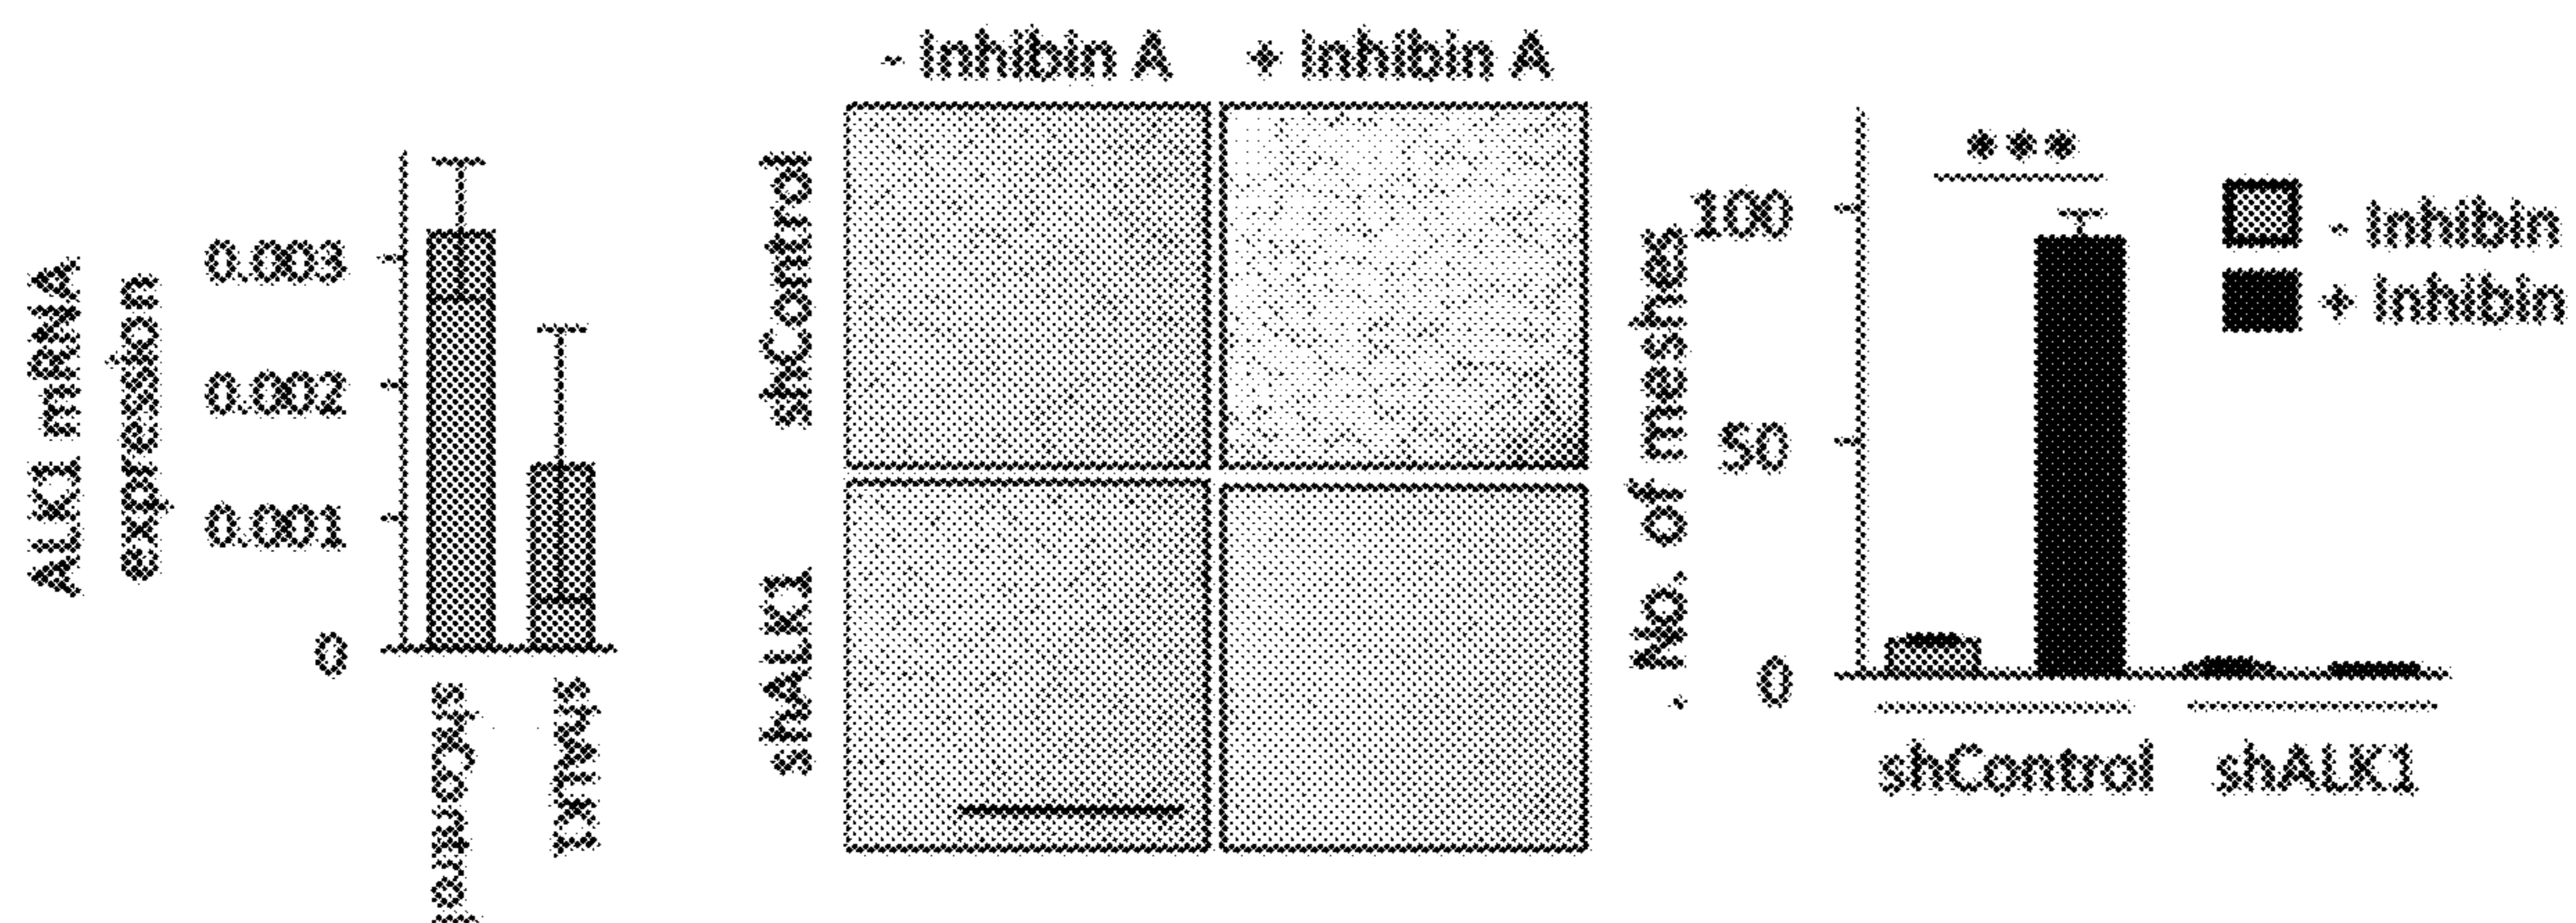 ALK1 mRNA
expression
0.003
0.002
0.001
0
shControl
shALK1
- Inhibin A
+ Inhibin A
shControl
shALK1
No. of meshes
100
50
0
***
- Inhibin
+ Inhibin
shControl
shALK1